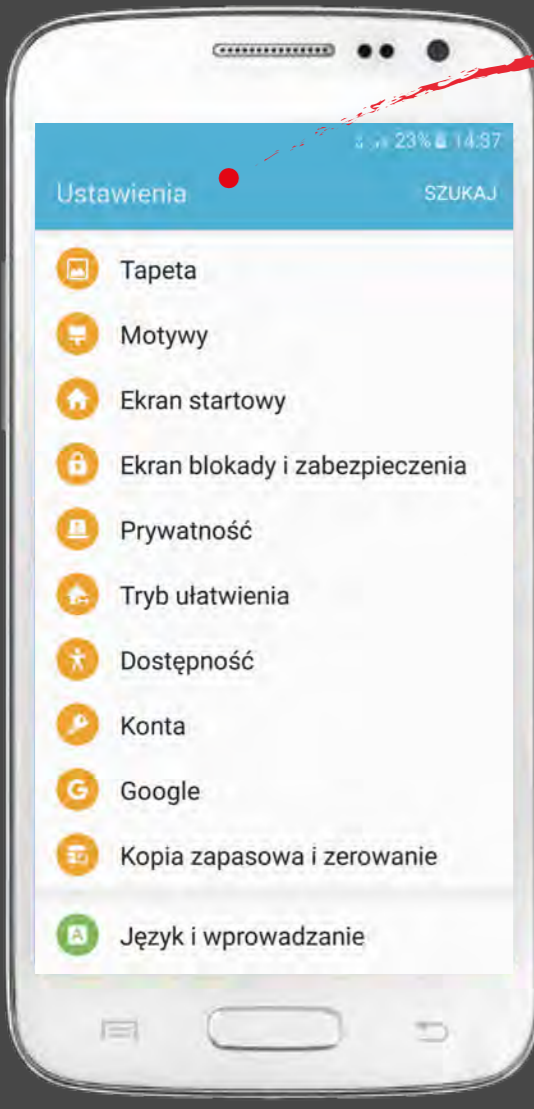 23% 14:37
Ustawienia
SZUKAJ
Tapeta
Motywy
Ekran startowy
Ekran blokady i zabezpieczenia
Prywatność
Tryb ułatwienia
Dostępność
Konta
Google
Kopia zapasowa i zerowanie
Język i wprowadzanie